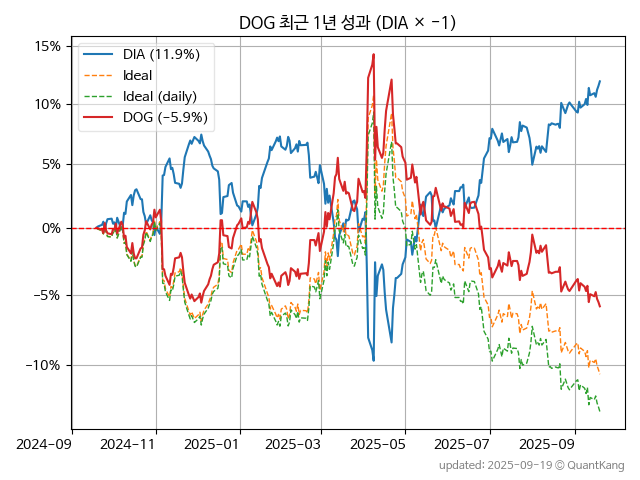 DOG 최근 1년 성과 (DIA × −1)
15%
10%
5%
0%
−5%
−10%
DIA (11.9%)
Ideal
Ideal (daily)
DOG (−5.9%)
2024-09
2024-11
2025-01
2025-03
2025-05
2025-07
2025-09
updated: 2025-09-19 © QuantKang